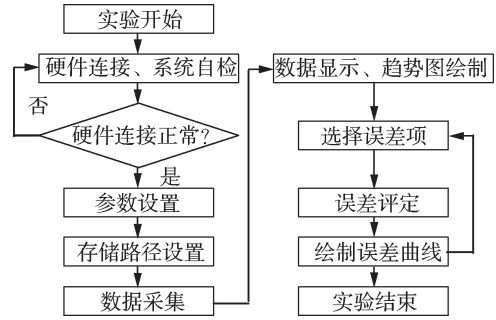 实验开始
硬件连接、系统自检
否
硬件连接正常?
是
参数设置
存储路径设置
数据采集
数据显示、趋势图绘制
选择误差项
误差评定
绘制误差曲线
实验结束